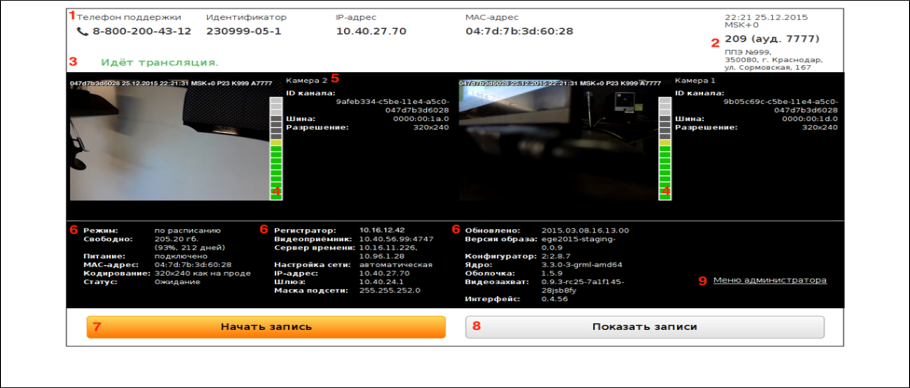 1 Телефон поддержки Идентификатор IP-адрес MAC-адрес 22:21 25.12.2015
MSK+0
8-800-200-43-12 230999-05-1 10.40.27.70 04:7d:7b:3d:60:28 2 209 (ауд. 7777)
ППЭ №999,
350080, г. Краснодар,
ул. Сормовская, 167
3 Идёт трансляция.
047d7b3d6028 25.12.2015 22:21:31 MSK+0 P23 K999 A7777 Камера 2 5
ID канала:
9afeb334-c5be-11e4-a5c0-
047d7b3d6028
Шина: 0000:00:1a.0
Разрешение: 320x240
4
047d7b3d6028 25.12.2015 22:21:31 MSK+0 P23 K999 A7777 Камера 1
ID канала:
9b05c69c-c5be-11e4-a5c0-
047d7b3d6028
Шина: 0000:00:1d.0
Разрешение: 320x240
4
6 Режим: по расписанию
Свободно: 205.20 гб.
(93%, 212 дней)
Питание: подключено
MAC-адрес: 04:7d:7b:3d:60:28
Кодирование: 320x240 как на проде
Статус: Ожидание
6 Регистратор: 10.16.12.42
Видеоприёмник: 10.40.56.99:4747
Сервер времени: 10.16.11.226,
10.96.1.28
Настройка сети: автоматическая
IP-адрес: 10.40.27.70
Шлюз: 10.40.24.1
Маска подсети: 255.255.252.0
6 Обновлено: 2015.03.08.16.13.00
Версия образа: ege2015-staging-
0.0.9
Конфигуратор: 2:2.8.7
Ядро: 3.3.0-3-grml-amd64
Оболочка: 1.5.9
Видеозахват: 0.9.3-rc25-7a1f145-
28jsb8fy
Интерфейс: 0.4.56
9 Меню администратора
7 Начать запись
8 Показать записи